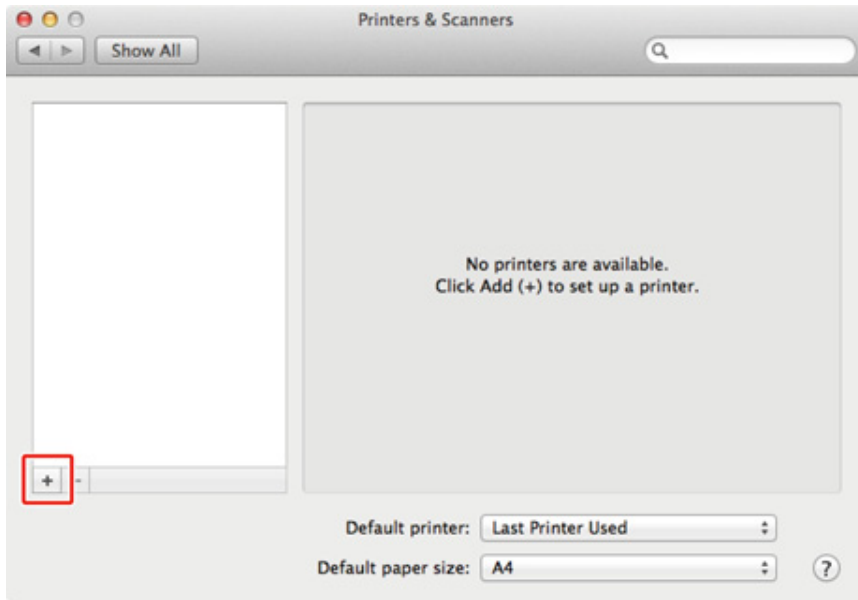 Printers & Scanners
Show All
No printers are available.
Click Add (+) to set up a printer.
+ -
Default printer: Last Printer Used
Default paper size: A4 ?